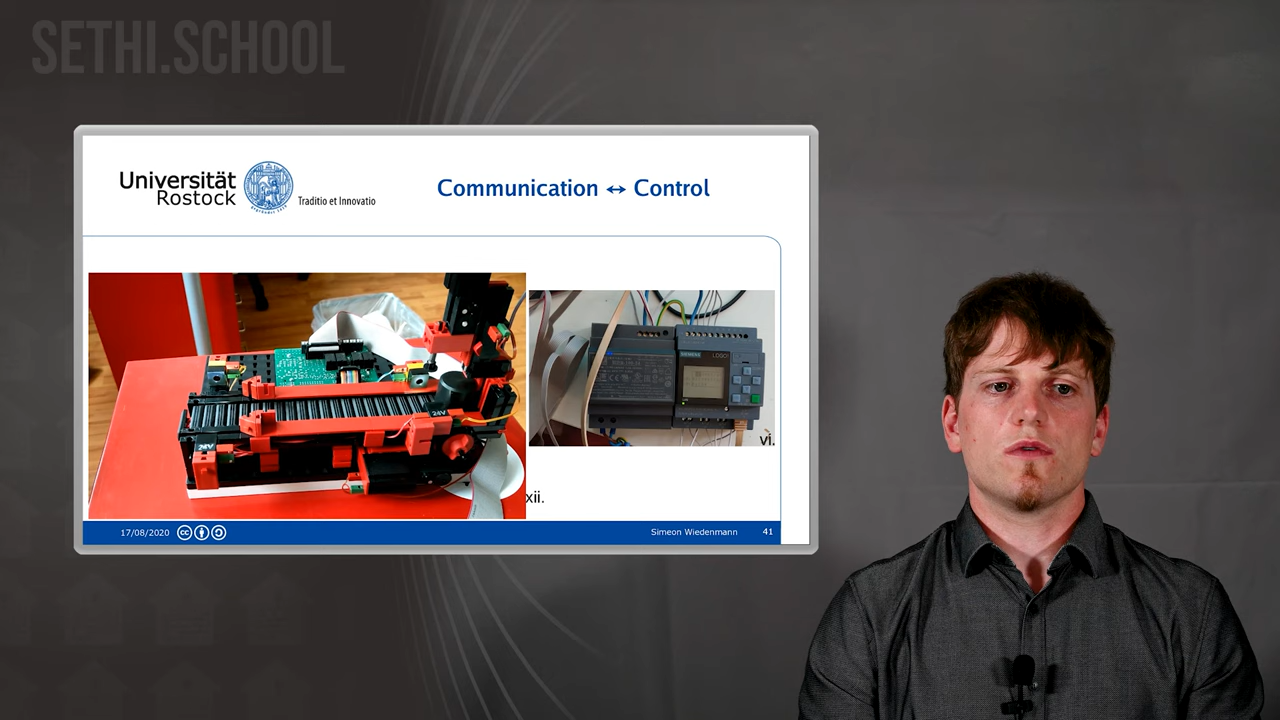 SETHI.SCHOOL
Universität
Rostock
Traditio et Innovatio
Communication ↔ Control
24V
24V
SIEMENS
LOGO!
vi.
xii.
17/08/2020
cc
Simeon Wiedenmann
41